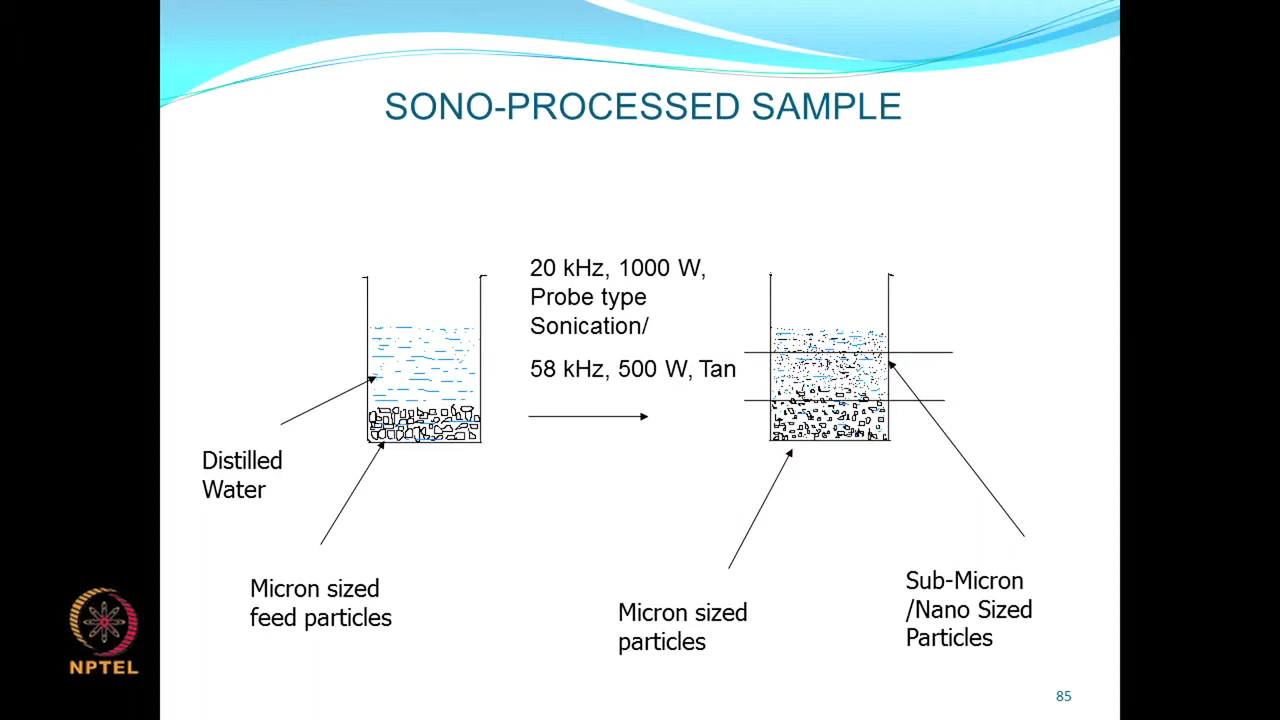 SONO-PROCESSED SAMPLE
20 kHz, 1000 W,
Probe type
Sonication/
58 kHz, 500 W, Tan
Distilled
Water
Micron sized
feed particles
Micron sized
particles
Sub-Micron
/Nano Sized
Particles
NPTEL
85